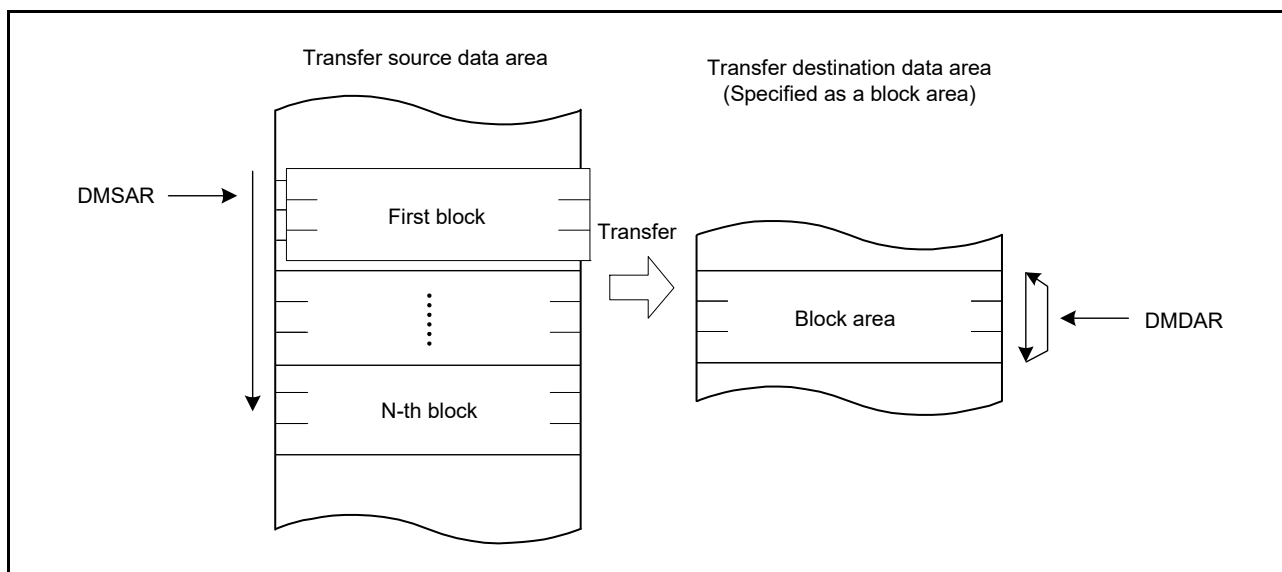 Transfer source data area
Transfer destination data area
(Specified as a block area)
DMSAR
First block
Transfer
Block area
DMDAR
N-th block